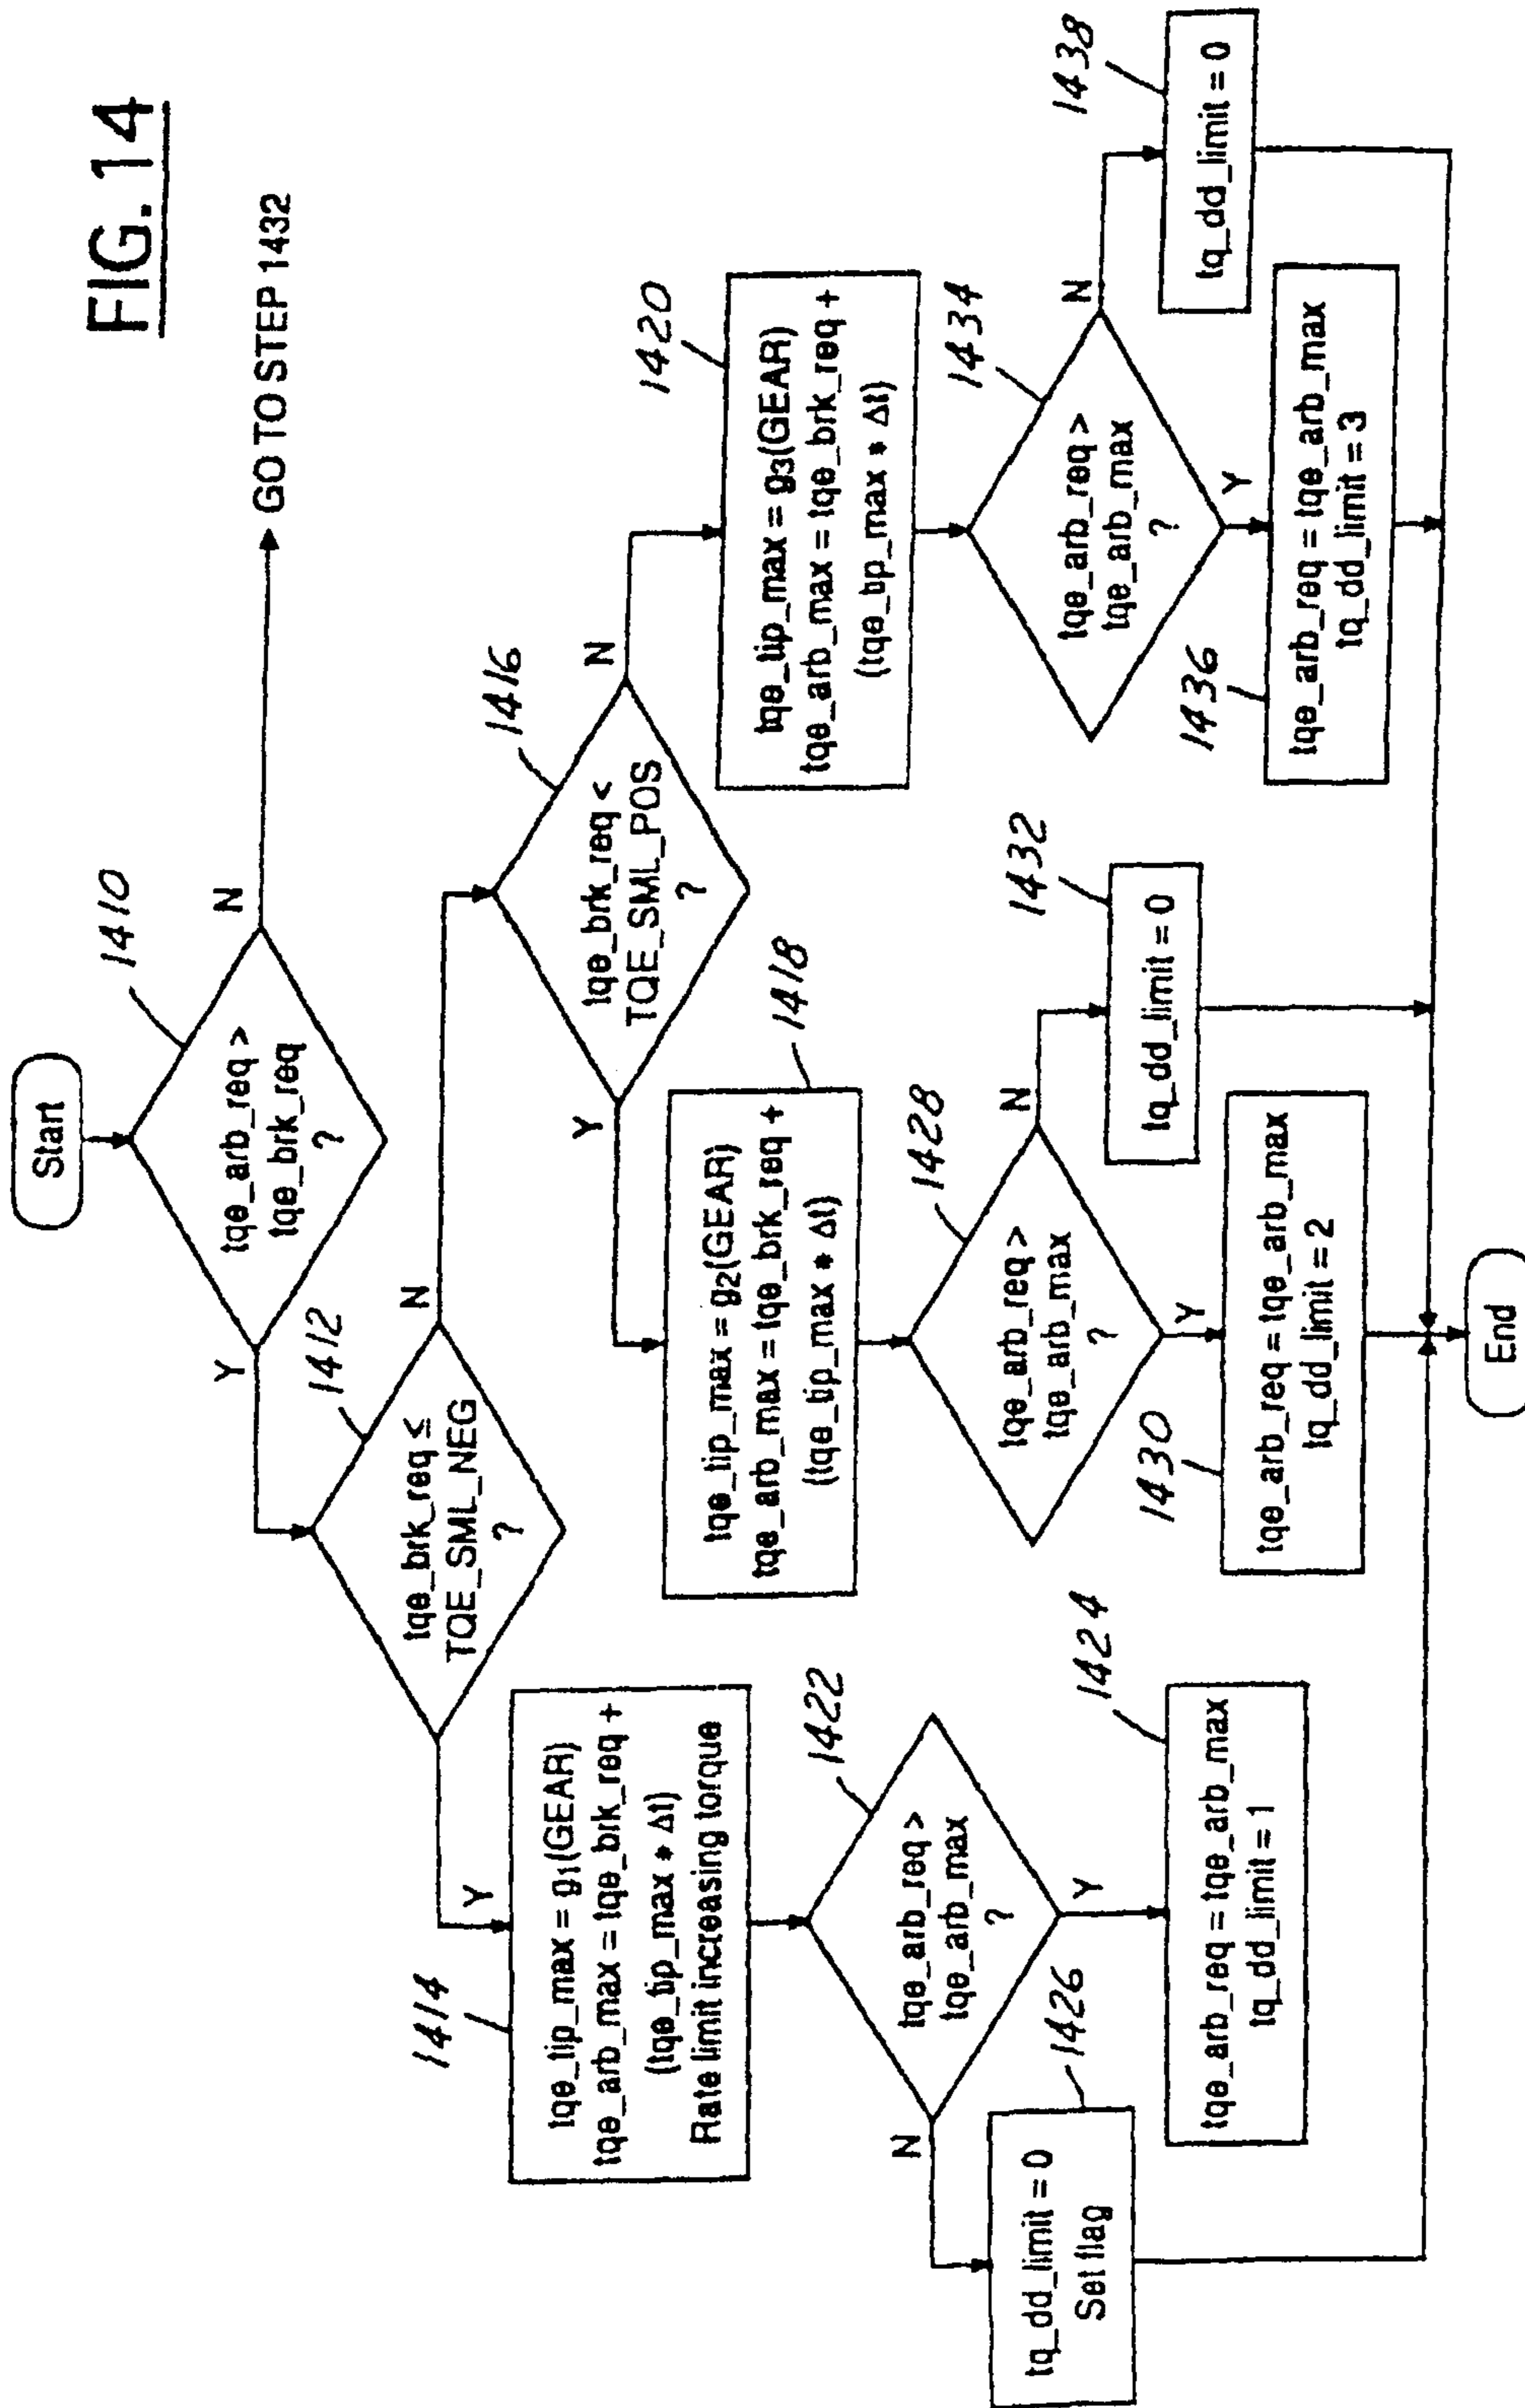 FIG. 14
Start
1410
tqe_arb_req >
tqe_brk_req
?
Y
N
GO TO STEP 1432
1412
tqe_brk_req ≤
TQE_SML_NEG
?
Y
N
1414
tqe_tip_max = g1(GEAR)
tqe_arb_max = tqe_brk_req +
(tqe_tip_max * Δt)
Rate limit increasing torque
1416
tqe_brk_req <
TQE_SML_POS
?
Y
N
1418
tqe_tip_max = g2(GEAR)
tqe_arb_max = tqe_brk_req +
(tqe_tip_max * Δt)
1420
tqe_tip_max = g3(GEAR)
tqe_arb_max = tqe_brk_req +
(tqe_tip_max * Δt)
1422
tqe_arb_req >
tqe_arb_max
?
N
Y
1426
tq_dd_limit = 0
Set flag
1424
tqe_arb_req = tqe_arb_max
tq_dd_limit = 1
1428
tqe_arb_req >
tqe_arb_max
?
Y
N
1430
tqe_arb_req = tqe_arb_max
tq_dd_limit = 2
1432
tq_dd_limit = 0
1434
tqe_arb_req >
tqe_arb_max
?
Y
N
1436
tqe_arb_req = tqe_arb_max
tq_dd_limit = 3
1438
tq_dd_limit = 0
End